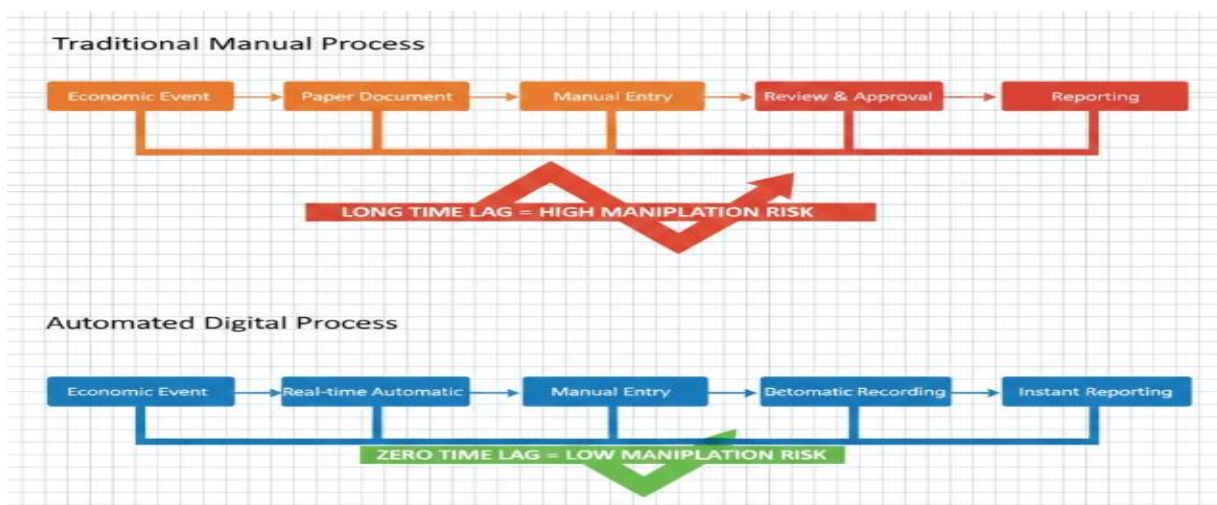 Traditional Manual Process
Economic Event
Paper Document
Manual Entry
Review & Approval
Reporting
LONG TIME LAG = HIGH MANIPLATION RISK
Automated Digital Process
Economic Event
Real-time Automatic
Manual Entry
Betomatic Recording
Instant Reporting
ZERO TIME LAG = LOW MANIPLATION RISK